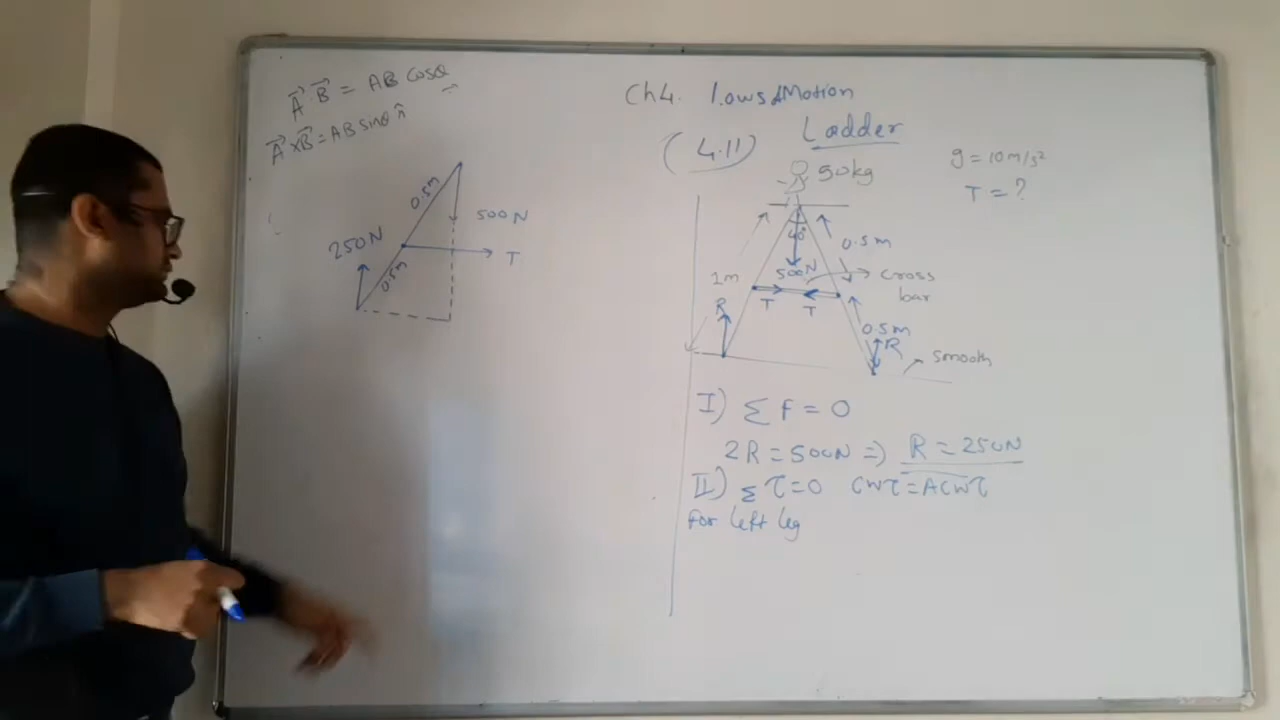 A⃗ . B⃗ = AB Cosθ
A⃗ x B⃗ = AB sinθ n̂
0.5m
500N
250N
0.5m
T
Ch4. Laws of Motion
(4.11) Ladder
g = 10m/s²
T = ?
50kg
40°
0.5m
1m
500N
cross
bar
R
T
T
0.5m
R
smooth
I) Σ F = 0
2R = 500N => R = 250N
II) Σ τ = 0 CWτ = ACWτ
For left leg